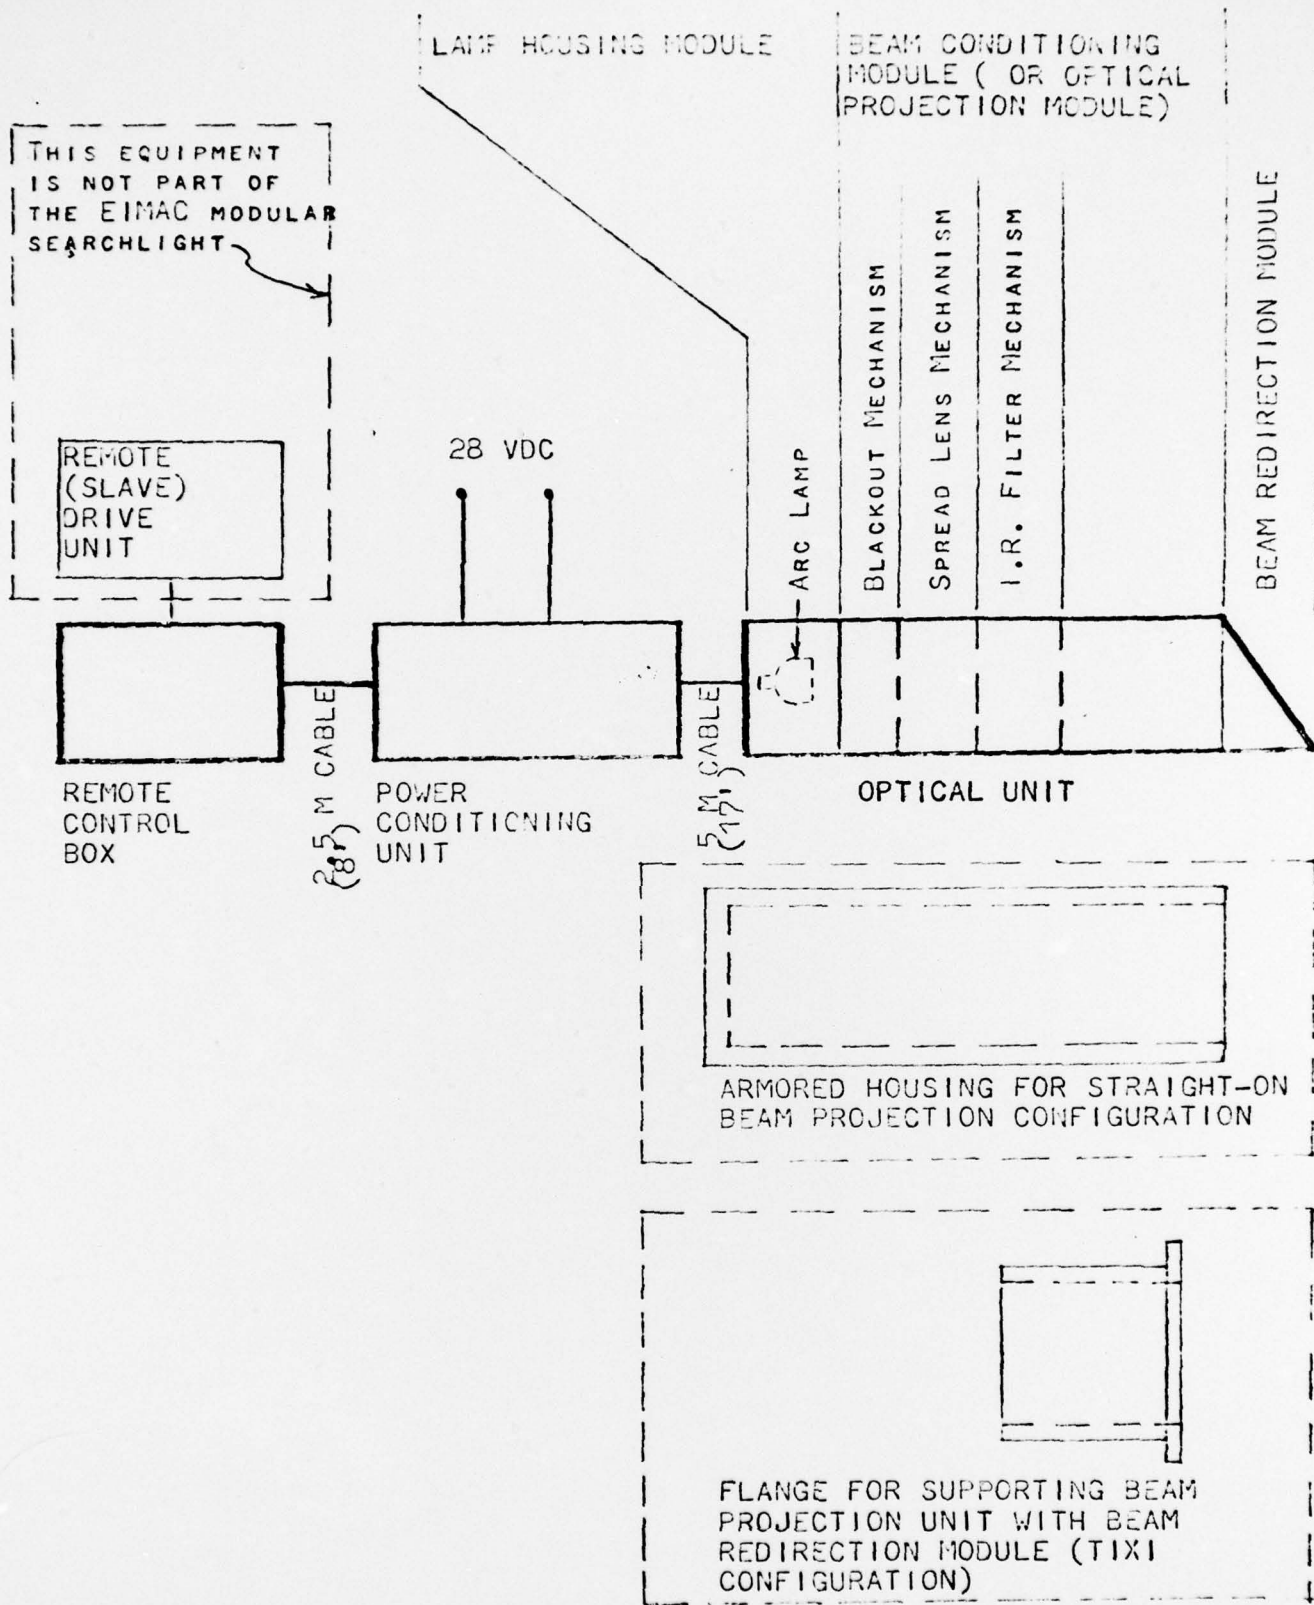 LAMP HOUSING MODULE
BEAM CONDITIONING
MODULE ( OR OPTICAL
PROJECTION MODULE)
THIS EQUIPMENT
IS NOT PART OF
THE EIMAC MODULAR
SEARCHLIGHT
BEAM REDIRECTION MODULE
BLACKOUT MECHANISM
SPREAD LENS MECHANISM
I.R. FILTER MECHANISM
ARC LAMP
28 VDC
REMOTE
(SLAVE)
DRIVE
UNIT
REMOTE
CONTROL
BOX
2.5 M CABLE
(8')
POWER
CONDITIONING
UNIT
5 M CABLE
(17')
OPTICAL UNIT
ARMORED HOUSING FOR STRAIGHT-ON
BEAM PROJECTION CONFIGURATION
FLANGE FOR SUPPORTING BEAM
PROJECTION UNIT WITH BEAM
REDIRECTION MODULE (TIXI
CONFIGURATION)